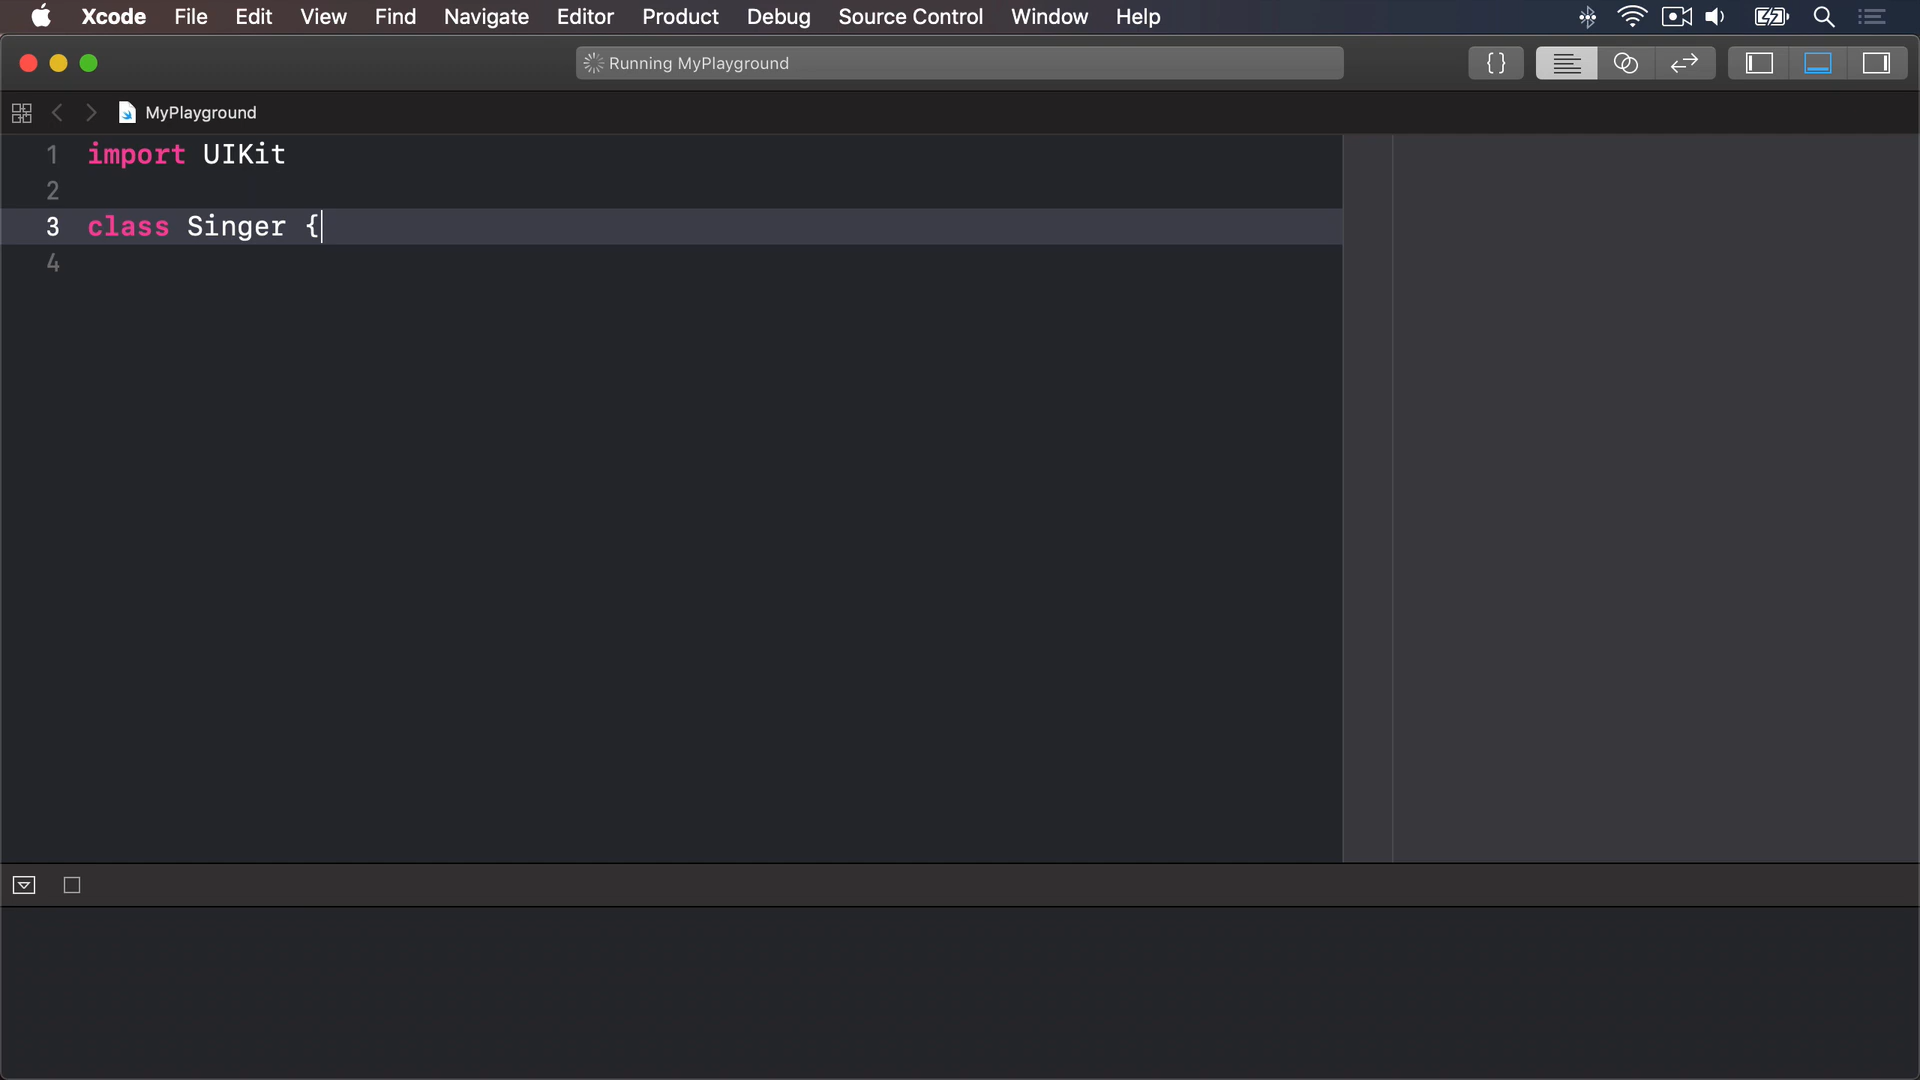 Xcode File Edit View Find Navigate Editor Product Debug Source Control Window Help
Running MyPlayground
{}
MyPlayground
1 import UIKit
2
3 class Singer {
4